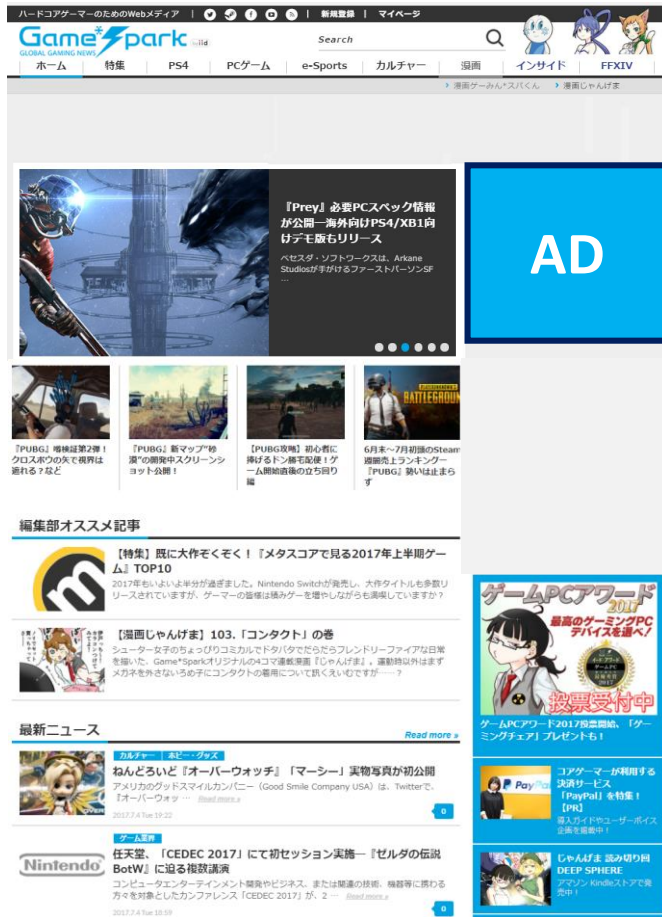 ハードコアゲーマーのためのWebメディア | 新規登録 | マイページ
Game*Spark
GLOBAL GAMING NEWS
Search
ホーム 特集 PS4 PCゲーム e-Sports カルチャー 漫画 インサイド FFXIV
漫画ゲーみん*スパくん 漫画じゃんげま
『Prey』必要PCスペック情報
が公開―海外向けPS4/XB1向
けデモ版もリリース
ベセスダ・ソフトワークスは、Arkane
Studiosが手がけるファーストパーソンSF
…
AD
『PUBG』噂検証第2弾！
クロスボウの矢で視界は
遮れる？など
『PUBG』新マップ“砂
漠”の開発中スクリーンシ
ョット公開！
【PUBG攻略】初心者に
捧げるドン勝宅配便！ゲ
ーム開始直後の立ち回り
編
BATTLEGROUN
6月末～7月初頭のSteam
週間売上ランキング―
『PUBG』勢いは止まら
ず
編集部オススメ記事
【特集】既に大作ぞくぞく！『メタスコアで見る2017年上半期ゲー
ム』TOP10
2017年もいよいよ半分が過ぎました。Nintendo Switchが発売し、大作タイトルも多数リ
リースされていますが、ゲーマーの皆様は積みゲーを増やしながらも満喫していますか？
【漫画じゃんげま】103.「コンタクト」の巻
シューター女子のちょっぴりコミカルでドタバタでだらだらフレンドリーファイアな日常
を描いた、Game*Sparkオリジナルの4コマ連載漫画『じゃんげま』。運動時以外はまず
メガネを外さないろめ子にコンタクトの着用について訊くえいむですが……？
ゲームPCアワード
2017
最高のゲーミングPC
デバイスを選べ！
投票受付中
ゲームPCアワード2017投票開始、「ゲー
ミングチェア」プレゼントも！
最新ニュース
Read more »
カルチャー ホビー・グッズ
ねんどろいど『オーバーウォッチ』「マーシー」実物写真が初公開
アメリカのグッドスマイルカンパニー（Good Smile Company USA）は、Twitterで、
『オーバーウォッ … Read more »
2017.7.4 Tue 19:22
0
ゲーム業界
Nintendo
任天堂、「CEDEC 2017」にて初セッション実施―『ゼルダの伝説
BotW』に迫る複数講演
コンピュータエンターテインメント開発やビジネス、または関連の技術、機器等に携わる
方々を対象としたカンファレンス「CEDEC 2017」が、2 … Read more »
2017.7.4 Tue 18:59
0
PayPal
コアゲーマーが利用する
決済サービス
「PayPal」を特集！
【PR】
導入ガイドやユーザーボイス
企画を掲載中！
じゃんげま 読み切り回
DEEP SPHERE
アマゾン Kindleストアで発
売中！